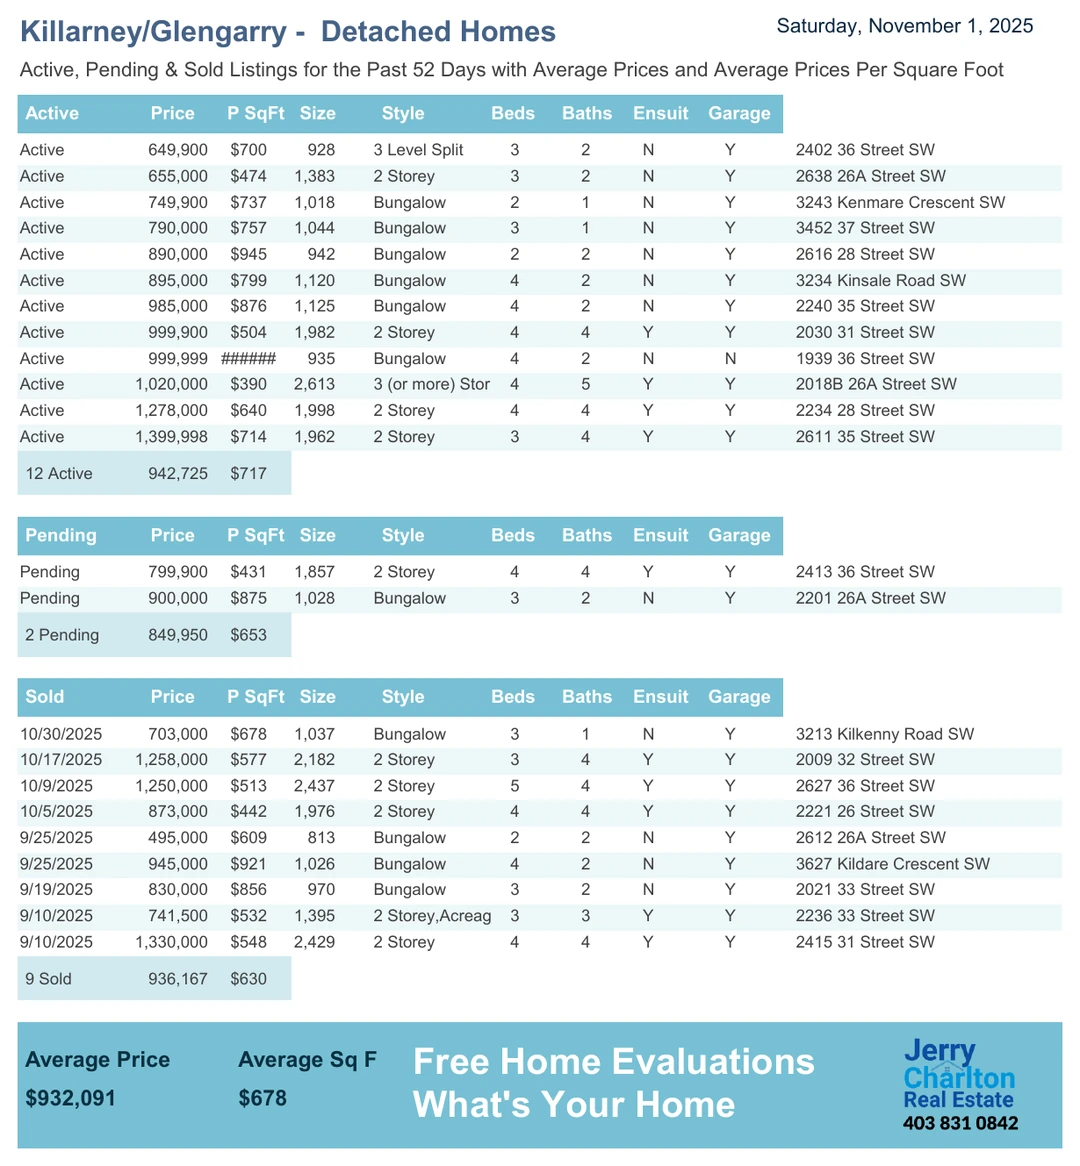 Killarney/Glengarry - Detached Homes
Saturday, November 1, 2025
Active, Pending & Sold Listings for the Past 52 Days with Average Prices and Average Prices Per Square Foot
Active Price P SqFt Size Style Beds Baths Ensuit Garage
Active 649,900 $700 928 3 Level Split 3 2 N Y 2402 36 Street SW
Active 655,000 $474 1,383 2 Storey 3 2 N Y 2638 26A Street SW
Active 749,900 $737 1,018 Bungalow 2 1 N Y 3243 Kenmare Crescent SW
Active 790,000 $757 1,044 Bungalow 3 1 N Y 3452 37 Street SW
Active 890,000 $945 942 Bungalow 2 2 N Y 2616 28 Street SW
Active 895,000 $799 1,120 Bungalow 4 2 N Y 3234 Kinsale Road SW
Active 985,000 $876 1,125 Bungalow 4 2 N Y 2240 35 Street SW
Active 999,900 $504 1,982 2 Storey 4 4 Y Y 2030 31 Street SW
Active 999,999 ###### 935 Bungalow 4 2 N N 1939 36 Street SW
Active 1,020,000 $390 2,613 3 (or more) Stor 4 5 Y Y 2018B 26A Street SW
Active 1,278,000 $640 1,998 2 Storey 4 4 Y Y 2234 28 Street SW
Active 1,399,998 $714 1,962 2 Storey 3 4 Y Y 2611 35 Street SW
12 Active 942,725 $717
Pending Price P SqFt Size Style Beds Baths Ensuit Garage
Pending 799,900 $431 1,857 2 Storey 4 4 Y Y 2413 36 Street SW
Pending 900,000 $875 1,028 Bungalow 3 2 N Y 2201 26A Street SW
2 Pending 849,950 $653
Sold Price P SqFt Size Style Beds Baths Ensuit Garage
10/30/2025 703,000 $678 1,037 Bungalow 3 1 N Y 3213 Kilkenny Road SW
10/17/2025 1,258,000 $577 2,182 2 Storey 3 4 Y Y 2009 32 Street SW
10/9/2025 1,250,000 $513 2,437 2 Storey 5 4 Y Y 2627 36 Street SW
10/5/2025 873,000 $442 1,976 2 Storey 4 4 Y Y 2221 26 Street SW
9/25/2025 495,000 $609 813 Bungalow 2 2 N Y 2612 26A Street SW
9/25/2025 945,000 $921 1,026 Bungalow 4 2 N Y 3627 Kildare Crescent SW
9/19/2025 830,000 $856 970 Bungalow 3 2 N Y 2021 33 Street SW
9/10/2025 741,500 $532 1,395 2 Storey,Acreag 3 3 Y Y 2236 33 Street SW
9/10/2025 1,330,000 $548 2,429 2 Storey 4 4 Y Y 2415 31 Street SW
9 Sold 936,167 $630
Average Price Average Sq F
$932,091 $678
Free Home Evaluations
What's Your Home
Jerry
Charlton
Real Estate
403 831 0842